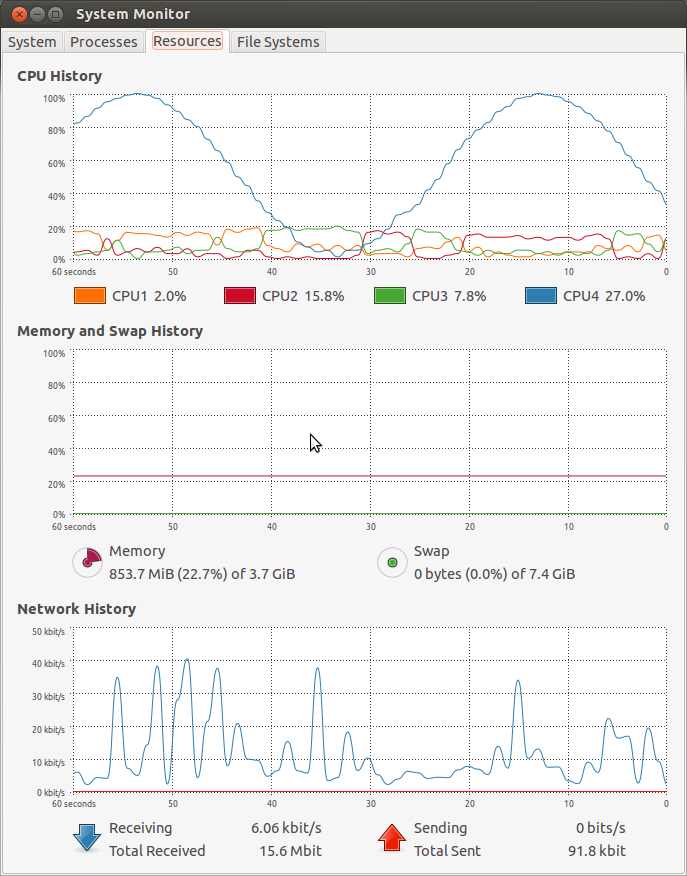 System Monitor
System Processes Resources File Systems
CPU History
100%
80%
60%
40%
20%
0%
60 seconds 50 40 30 20 10 0
CPU1 2.0% CPU2 15.8% CPU3 7.8% CPU4 27.0%
Memory and Swap History
100%
80%
60%
40%
20%
0%
60 seconds 50 40 30 20 10 0
Memory Swap
853.7 MiB (22.7%) of 3.7 GiB 0 bytes (0.0%) of 7.4 GiB
Network History
50 kbit/s
40 kbit/s
30 kbit/s
20 kbit/s
10 kbit/s
0 kbit/s
60 seconds 50 40 30 20 10 0
Receiving 6.06 kbit/s Sending 0 bits/s
Total Received 15.6 Mbit Total Sent 91.8 kbit